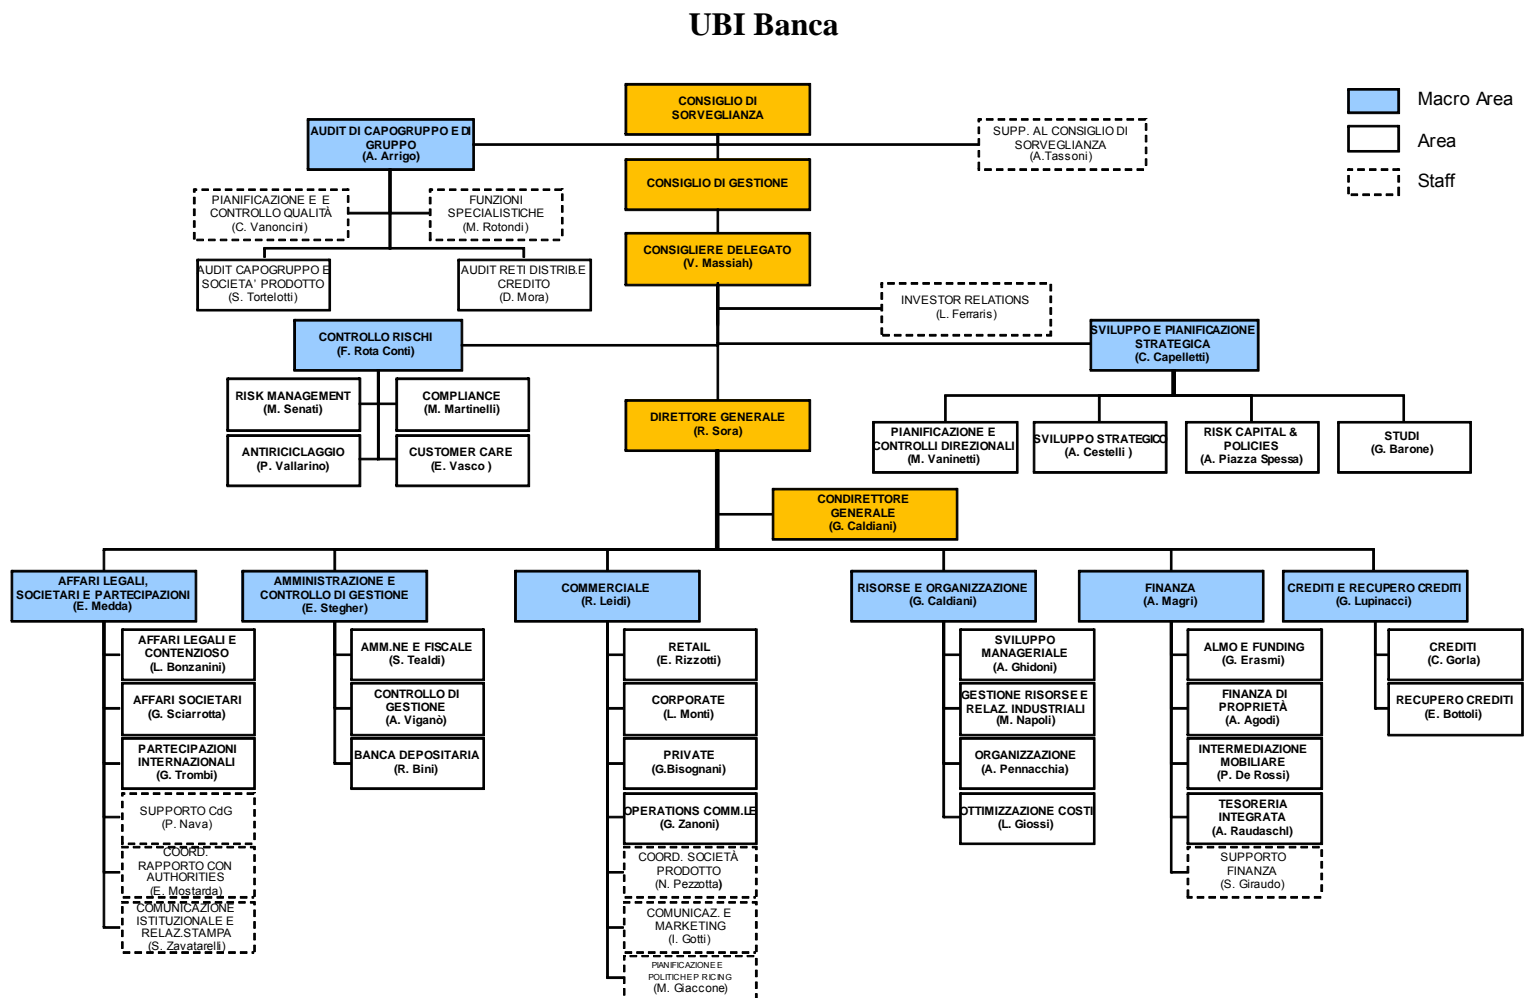 UBI Banca
CONSIGLIO DI
SORVEGLIANZA
Macro Area
Area
Staff
AUDIT DI CAPOGRUPPO E DI
GRUPPO
(A. Arrigo)
SUPP. AL CONSIGLIO DI
SORVEGLIANZA
(A.Tassoni)
CONSIGLIO DI GESTIONE
PIANIFICAZIONE E E
CONTROLLO QUALITÀ
(C. Vanoncini)
FUNZIONI
SPECIALISTICHE
(M. Rotondi)
CONSIGLIERE DELEGATO
(V. Massiah)
AUDIT CAPOGRUPPO E
SOCIETA' PRODOTTO
(S. Tortelotti)
AUDIT RETI DISTRIB.E
CREDITO
(D. Mora)
INVESTOR RELATIONS
(L. Ferraris)
CONTROLLO RISCHI
(F. Rota Conti)
SVILUPPO E PIANIFICAZIONE
STRATEGICA
(C. Capelletti)
RISK MANAGEMENT
(M. Senati)
COMPLIANCE
(M. Martinelli)
ANTIRICICLAGGIO
(P. Vallarino)
CUSTOMER CARE
(E. Vasco )
DIRETTORE GENERALE
(R. Sora)
PIANIFICAZIONE E
CONTROLLI DIREZIONALI
(M. Vaninetti)
SVILUPPO STRATEGICO
(A. Cestelli )
RISK CAPITAL &
POLICIES
(A. Piazza Spessa)
STUDI
(G. Barone)
CONDIRETTORE
GENERALE
(G. Caldiani)
AFFARI LEGALI,
SOCIETARI E PARTECIPAZIONI
(E. Medda)
AMMINISTRAZIONE E
CONTROLLO DI GESTIONE
(E. Stegher)
COMMERCIALE
(R. Leidi)
RISORSE E ORGANIZZAZIONE
(G. Caldiani)
FINANZA
(A. Magri)
CREDITI E RECUPERO CREDITI
(G. Lupinacci)
AFFARI LEGALI E
CONTENZIOSO
(L. Bonzanini)
AFFARI SOCIETARI
(G. Sciarrotta)
PARTECIPAZIONI
INTERNAZIONALI
(G. Trombi)
SUPPORTO CdG
(P. Nava)
COORD.
RAPPORTO CON
AUTHORITIES
(E. Mostarda)
COMUNICAZIONE
ISTITUZIONALE E
RELAZ.STAMPA
(S. Zavatarelli)
AMM.NE E FISCALE
(S. Tealdi)
CONTROLLO DI
GESTIONE
(A. Viganò)
BANCA DEPOSITARIA
(R. Bini)
RETAIL
(E. Rizzotti)
CORPORATE
(L. Monti)
PRIVATE
(G.Bisognani)
OPERATIONS COMM.LE
(G. Zanoni)
COORD. SOCIETÀ
PRODOTTO
(N. Pezzotta)
COMUNICAZ. E
MARKETING
(I. Gotti)
PIANIFICAZIONE E
POLITICHE PRICING
(M. Giaccone)
SVILUPPO
MANAGERIALE
(A. Ghidoni)
GESTIONE RISORSE E
RELAZ. INDUSTRIALI
(M. Napoli)
ORGANIZZAZIONE
(A. Pennacchia)
OTTIMIZZAZIONE COSTI
(L. Giossi)
ALMO E FUNDING
(G. Erasmi)
FINANZA DI
PROPRIETÀ
(A. Agodi)
INTERMEDIAZIONE
MOBILIARE
(P. De Rossi)
TESORERIA
INTEGRATA
(A. Raudaschl)
SUPPORTO
FINANZA
(S. Giraudo)
CREDITI
(C. Gorla)
RECUPERO CREDITI
(E. Bottoli)